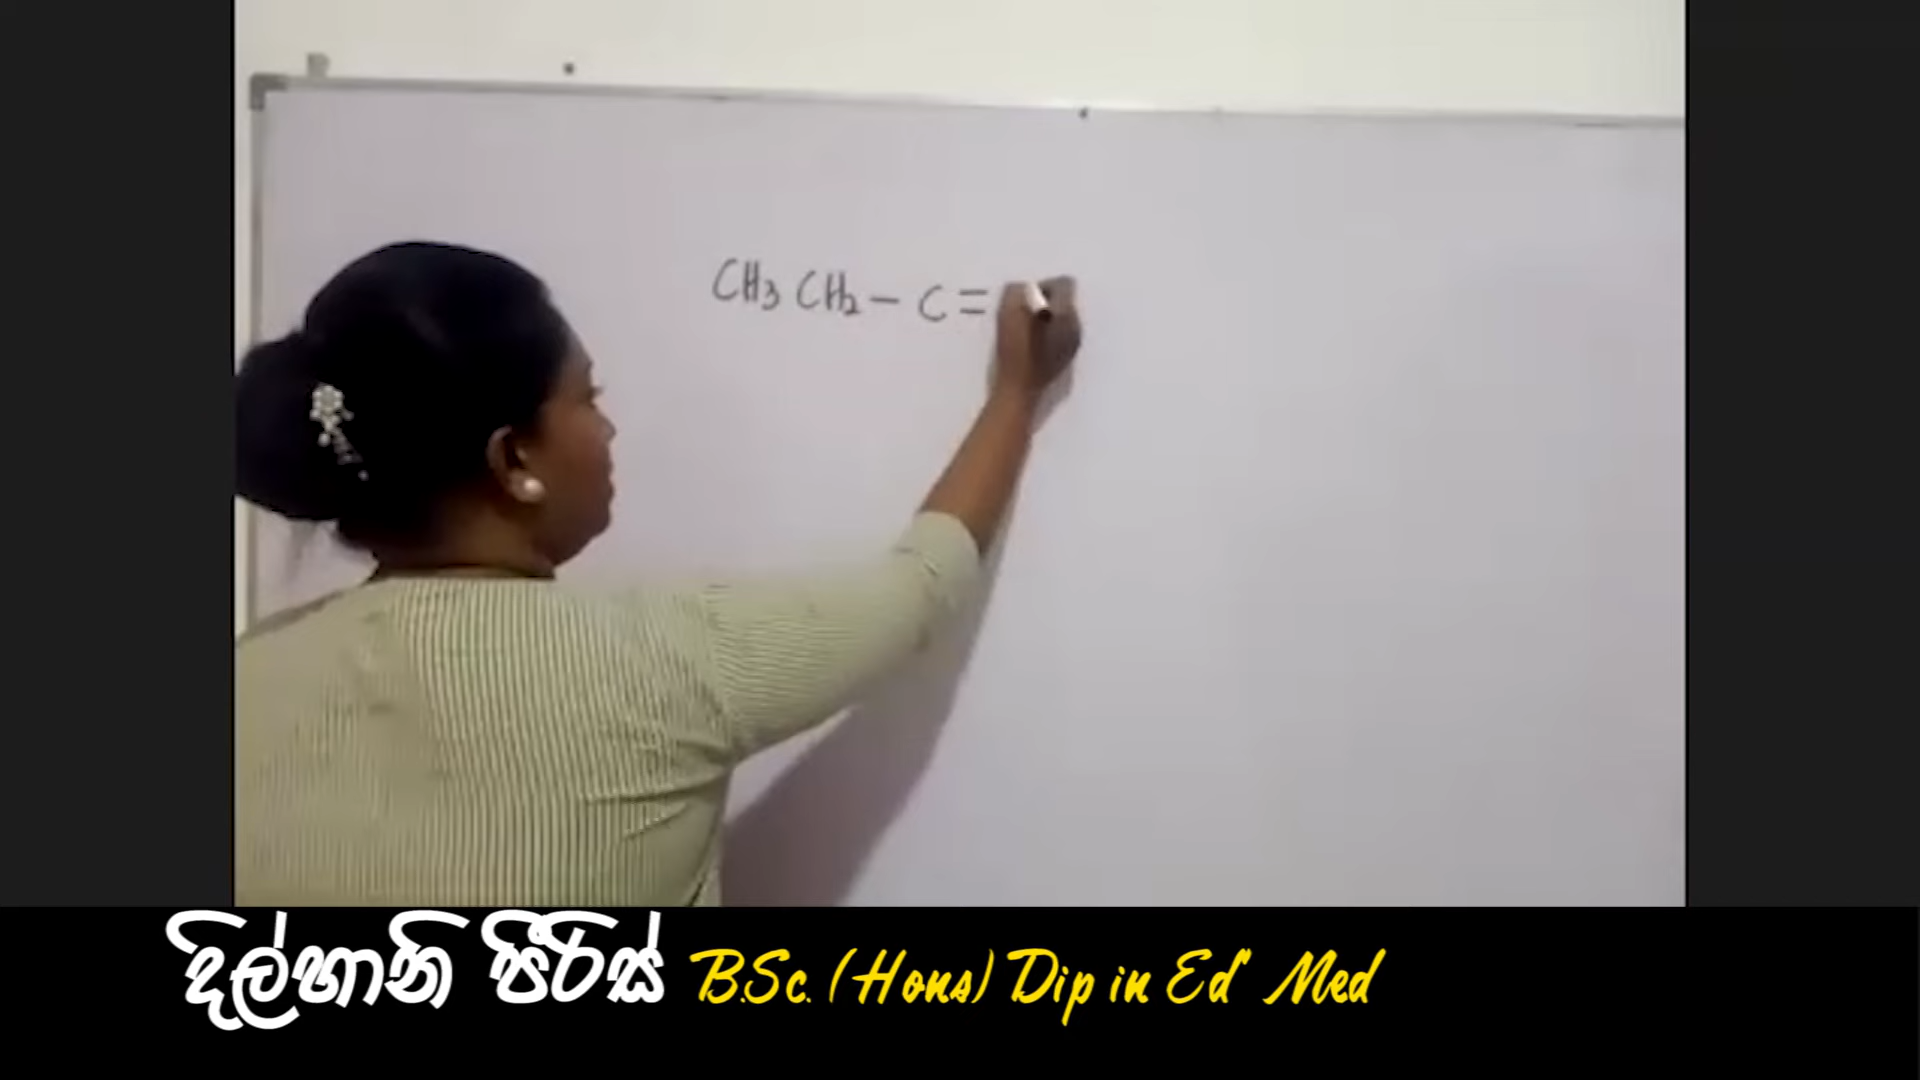 CH₃ CH₂ – C =
දිල්හානි පීරිස් B.Sc. (Hons) Dip in Ed Med